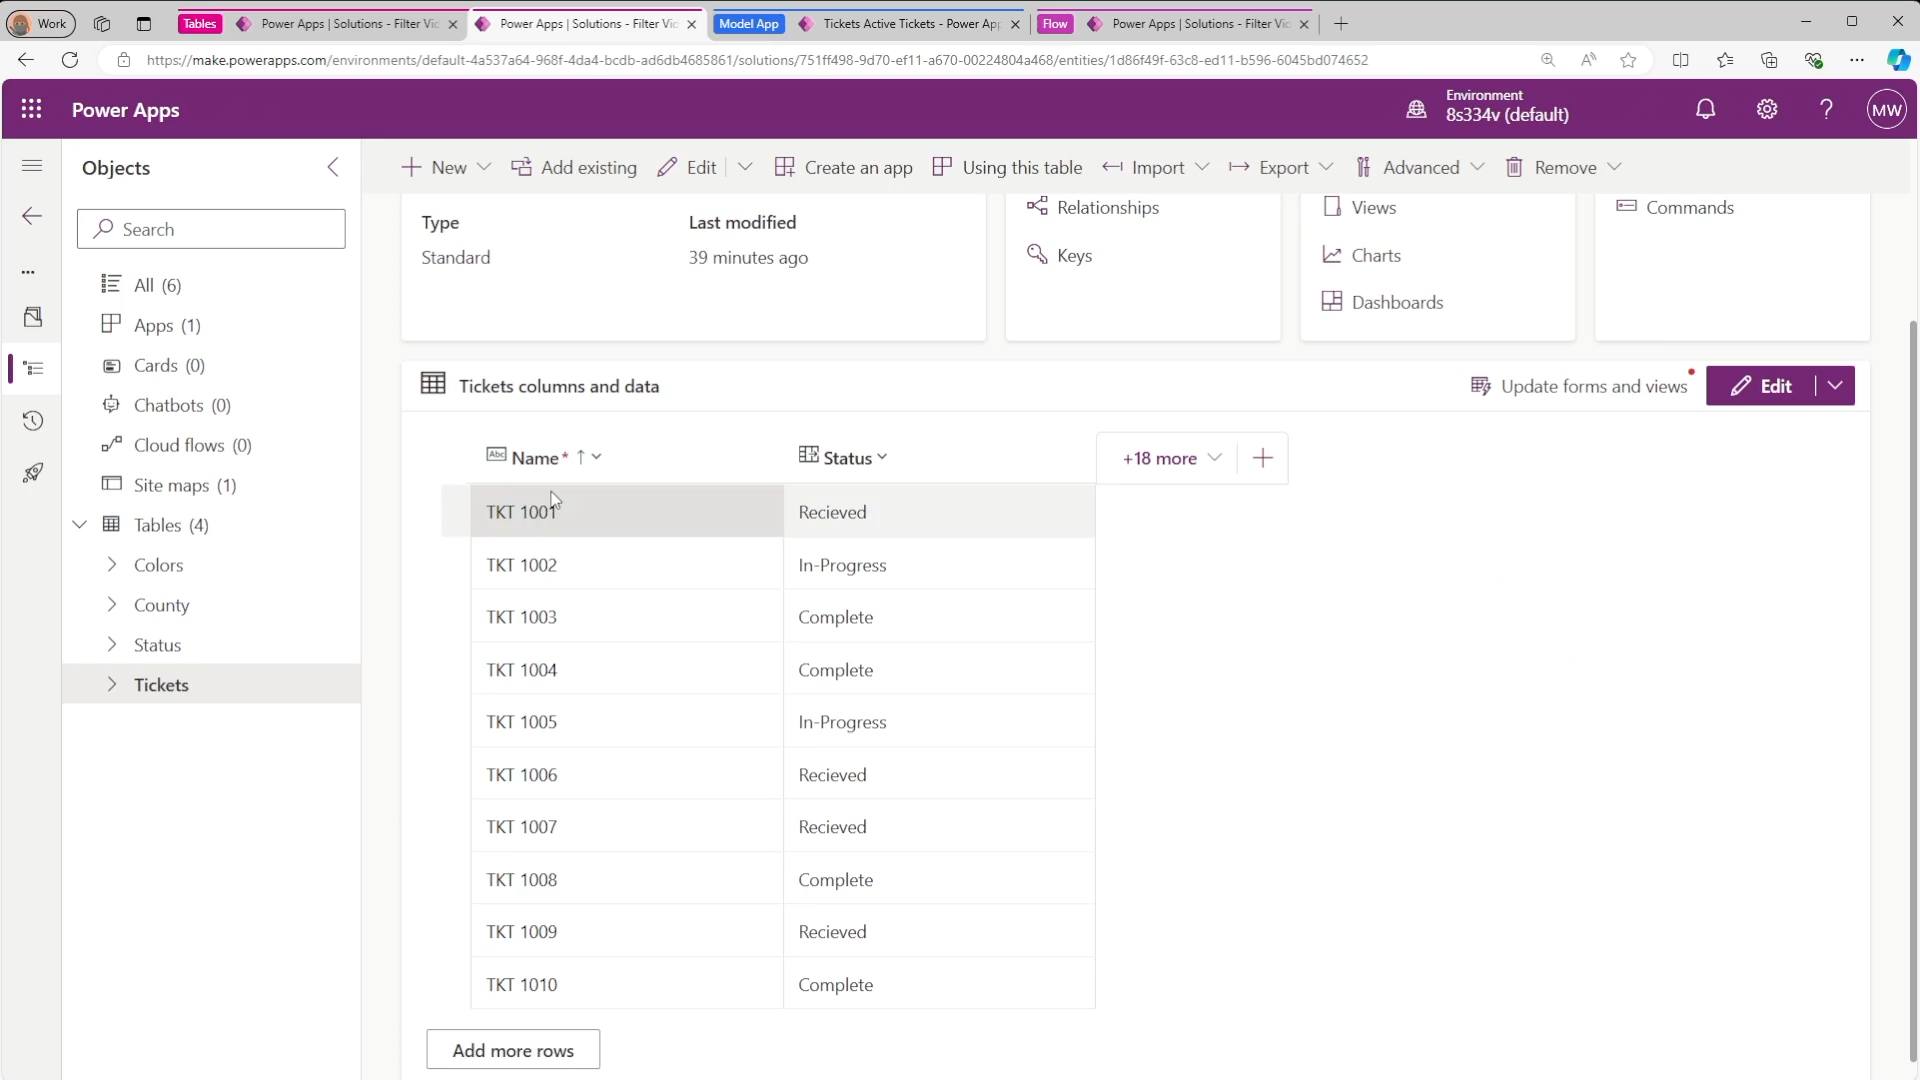 Work
Tables
Power Apps | Solutions - Filter Vic
Power Apps | Solutions - Filter Vic
Model App
Tickets Active Tickets - Power App
Flow
Power Apps | Solutions - Filter Vic
https://make.powerapps.com/environments/default-4a537a64-968f-4da4-bcdb-ad6db4685861/solutions/751ff498-9d70-ef11-a670-00224804a468/entities/1d86f49f-63c8-ed11-b596-6045bd074652
Power Apps
Environment
8s334v (default)
MW
Objects
New
Add existing
Edit
Create an app
Using this table
Import
Export
Advanced
Remove
Search
All (6)
Apps (1)
Cards (0)
Chatbots (0)
Cloud flows (0)
Site maps (1)
Tables (4)
Colors
County
Status
Tickets
Type
Standard
Last modified
39 minutes ago
Relationships
Keys
Views
Charts
Dashboards
Commands
Tickets columns and data
Update forms and views
Edit
Abc Name* ↑
Status
+18 more
TKT 1001 Recieved
TKT 1002 In-Progress
TKT 1003 Complete
TKT 1004 Complete
TKT 1005 In-Progress
TKT 1006 Recieved
TKT 1007 Recieved
TKT 1008 Complete
TKT 1009 Recieved
TKT 1010 Complete
Add more rows